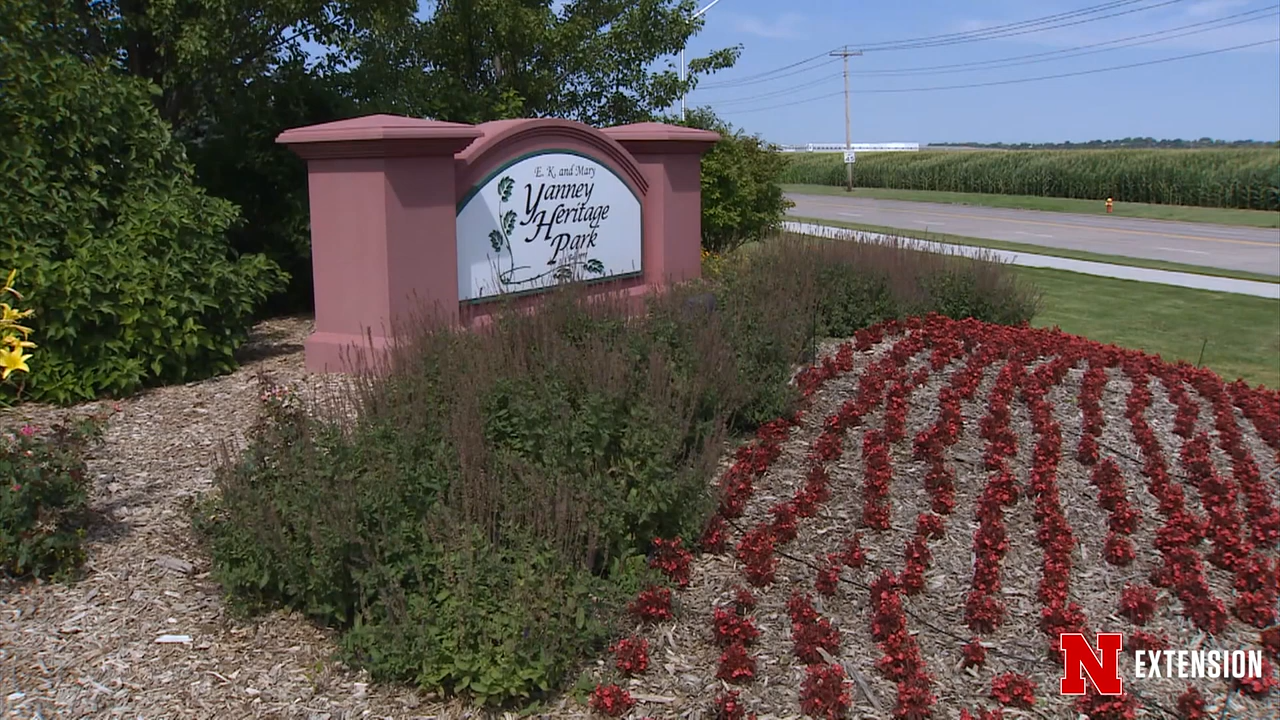 E. K. and Mary
Yanney
Heritage
Park
N EXTENSION